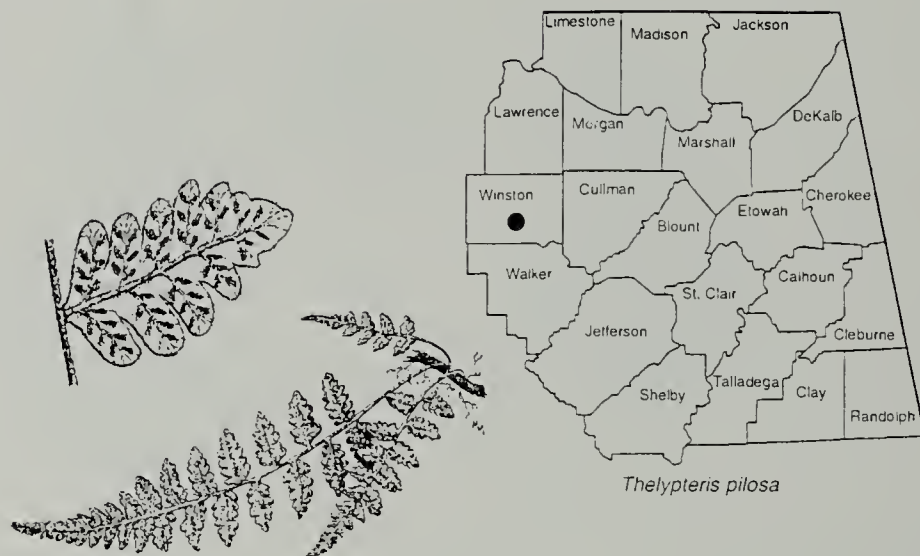 Limestone
Madison
Jackson
Lawrence
Morgan
Marshall
DeKalb
Winston
Cullman
Blount
Etowah
Cherokee
Walker
St. Clair
Calhoun
Jefferson
Cleburne
Shelby
Talladega
Clay
Randolph
Thelypteris pilosa